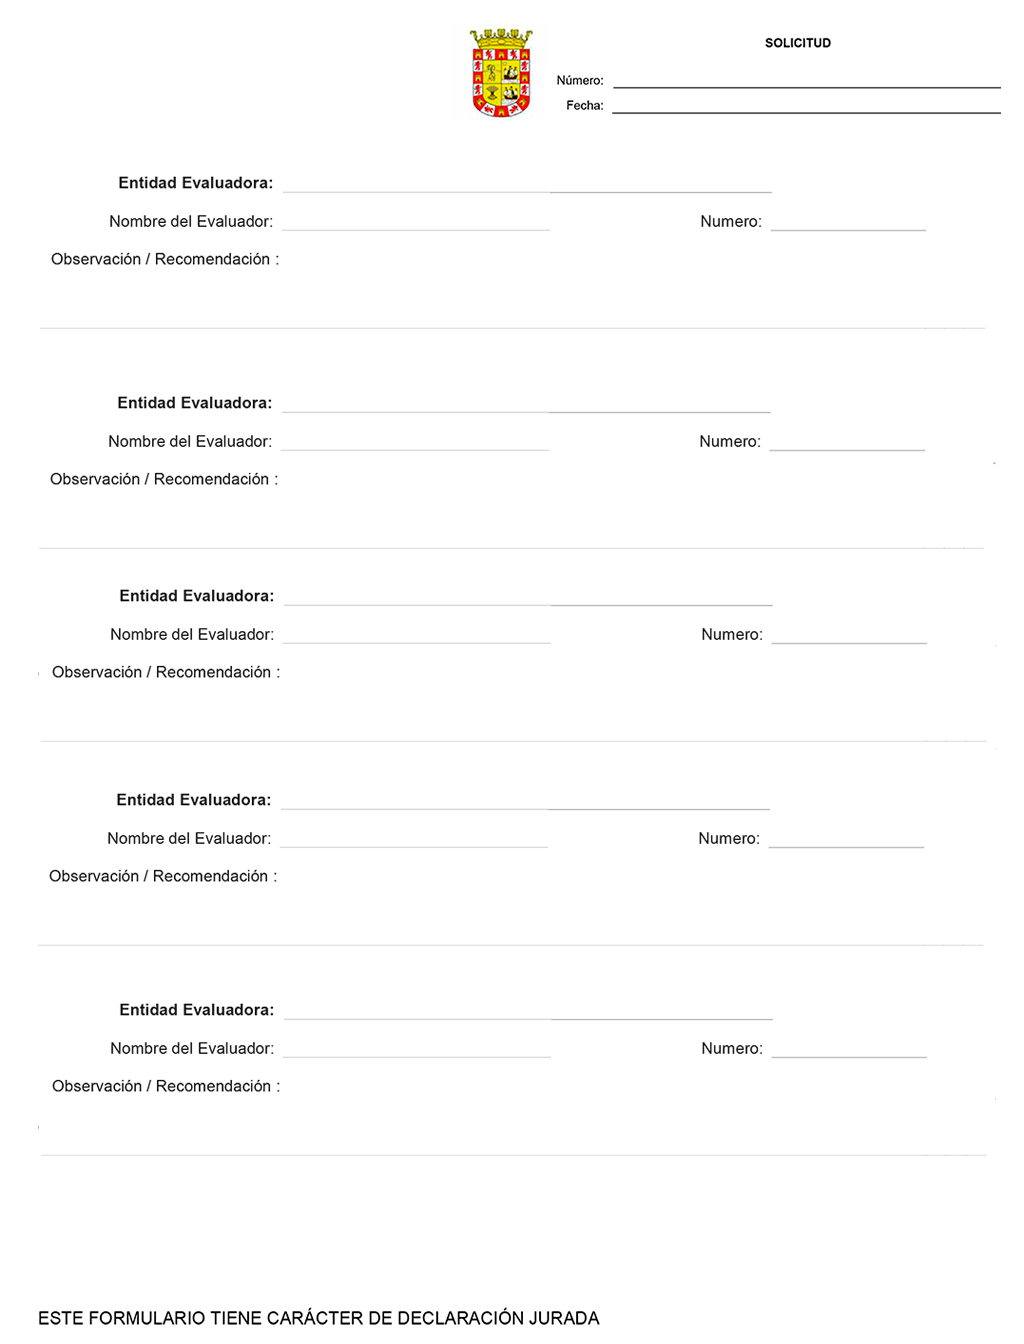 SOLICITUD
Número:
Fecha:
Entidad Evaluadora:
Nombre del Evaluador: Numero:
Observación / Recomendación :
Entidad Evaluadora:
Nombre del Evaluador: Numero:
Observación / Recomendación :
Entidad Evaluadora:
Nombre del Evaluador: Numero:
Observación / Recomendación :
Entidad Evaluadora:
Nombre del Evaluador: Numero:
Observación / Recomendación :
Entidad Evaluadora:
Nombre del Evaluador: Numero:
Observación / Recomendación :
ESTE FORMULARIO TIENE CARÁCTER DE DECLARACIÓN JURADA